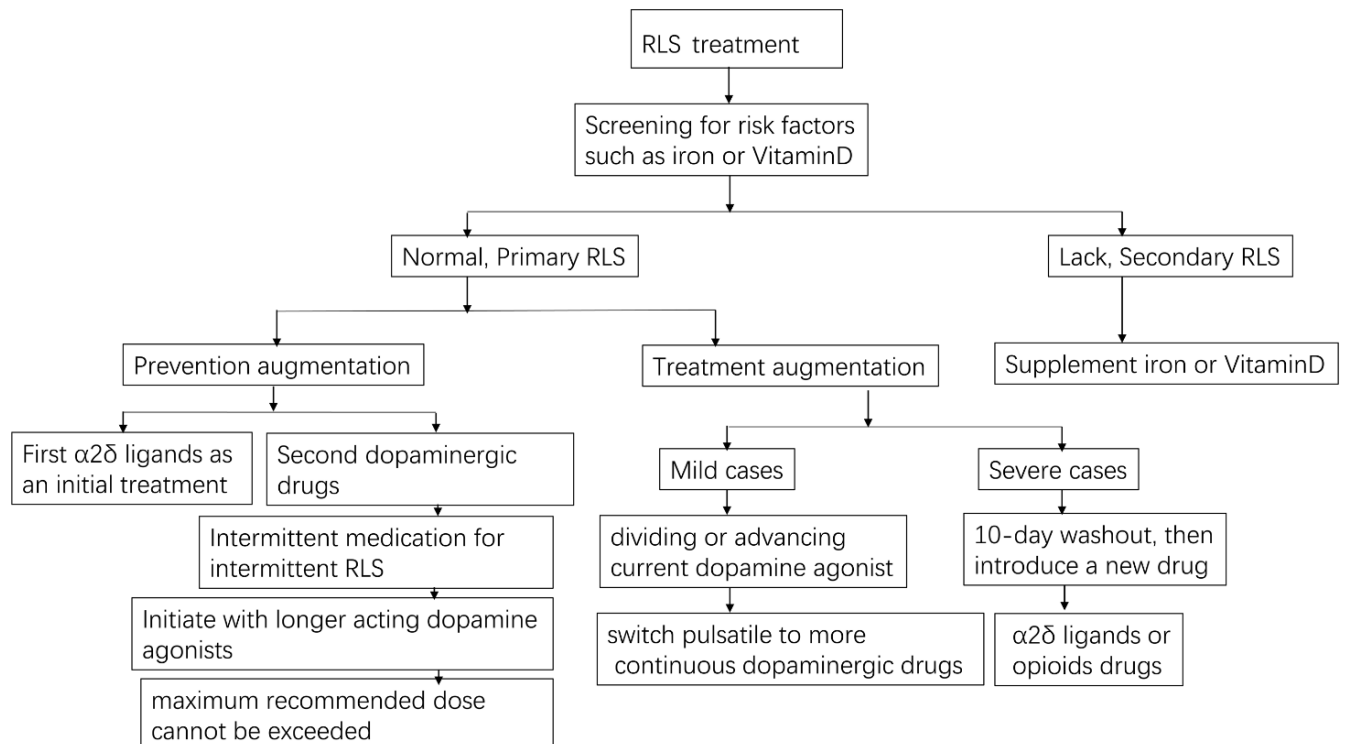 RLS treatment
Screening for risk factors
such as iron or VitaminD
Normal, Primary RLS
Lack, Secondary RLS
Prevention augmentation
Treatment augmentation
Supplement iron or VitaminD
First α2δ ligands as
an initial treatment
Second dopaminergic
drugs
Mild cases
Severe cases
Intermittent medication for
intermittent RLS
dividing or advancing
current dopamine agonist
10-day washout, then
introduce a new drug
Initiate with longer acting dopamine
agonists
switch pulsatile to more
continuous dopaminergic drugs
α2δ ligands or
opioids drugs
maximum recommended dose
cannot be exceeded